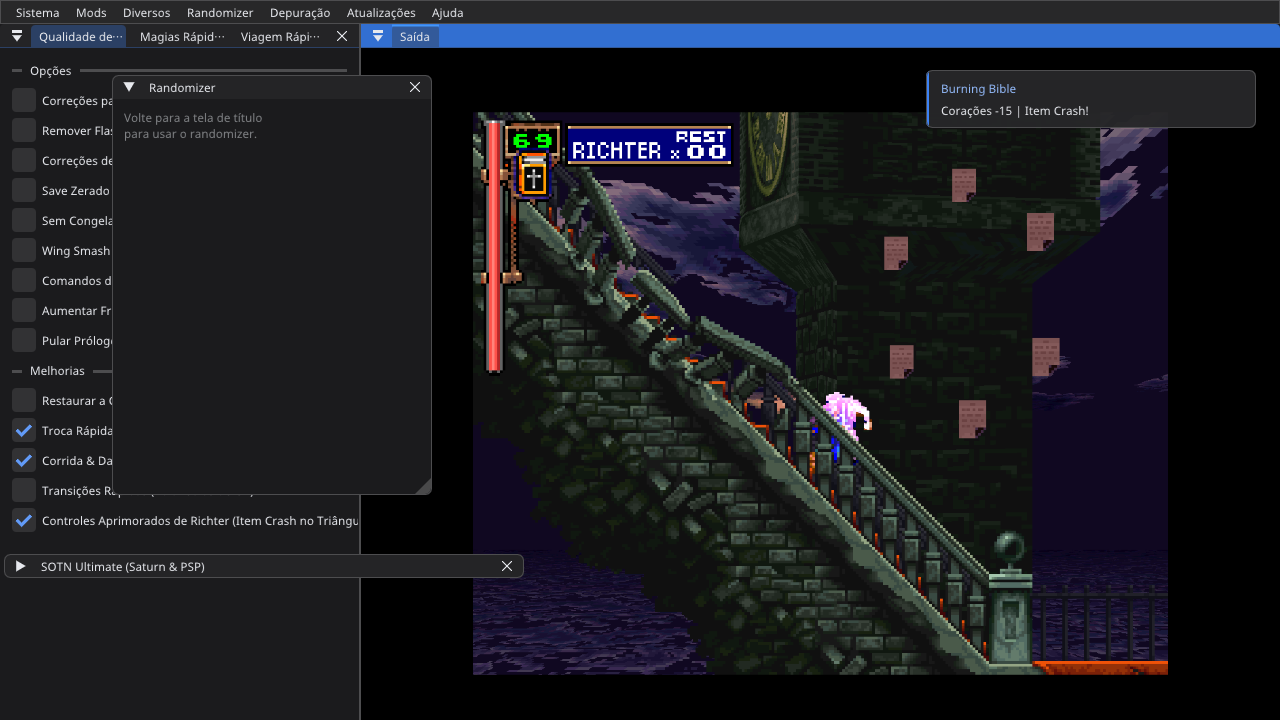 Sistema Mods Diversos Randomizer Depuração Atualizações Ajuda
Qualidade de··· Magias Rápid··· Viagem Rápi···
Saída
Opções
Correções pa
Remover Flas
Correções de
Save Zerado
Sem Congela
Wing Smash
Comandos d
Aumentar Fr
Pular Prólogo
Melhorias
Restaurar a
Troca Rápida
Corrida & Da
Transições
Controles Aprimorados de Richter (Item Crash no Triângu
Randomizer
Volte para a tela de título
para usar o randomizer.
SOTN Ultimate (Saturn & PSP)
Burning Bible
Corações -15 | Item Crash!
69
REST
RICHTER x 00